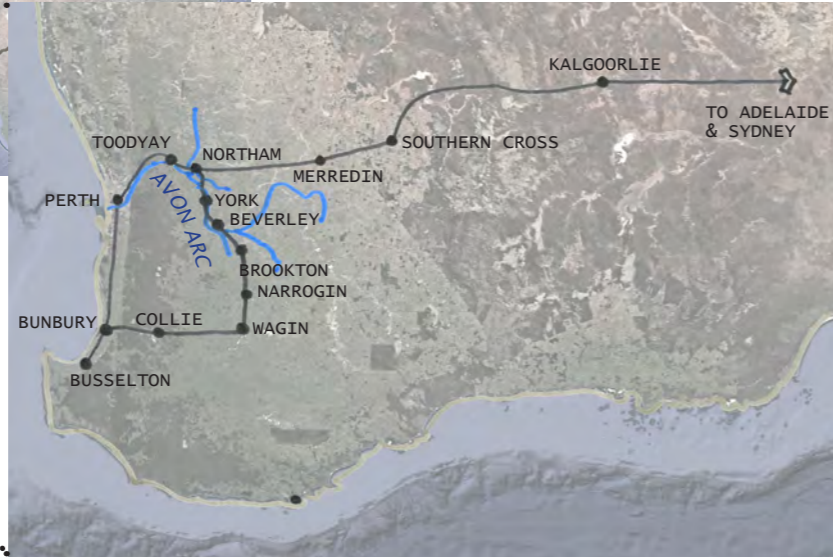 KALGOORLIE
TO ADELAIDE
& SYDNEY
TOODYAY
SOUTHERN CROSS
NORTHAM
MERREDIN
PERTH
AVON ARC
YORK
BEVERLEY
BROOKTON
NARROGIN
BUNBURY
COLLIE
WAGIN
BUSSELTON